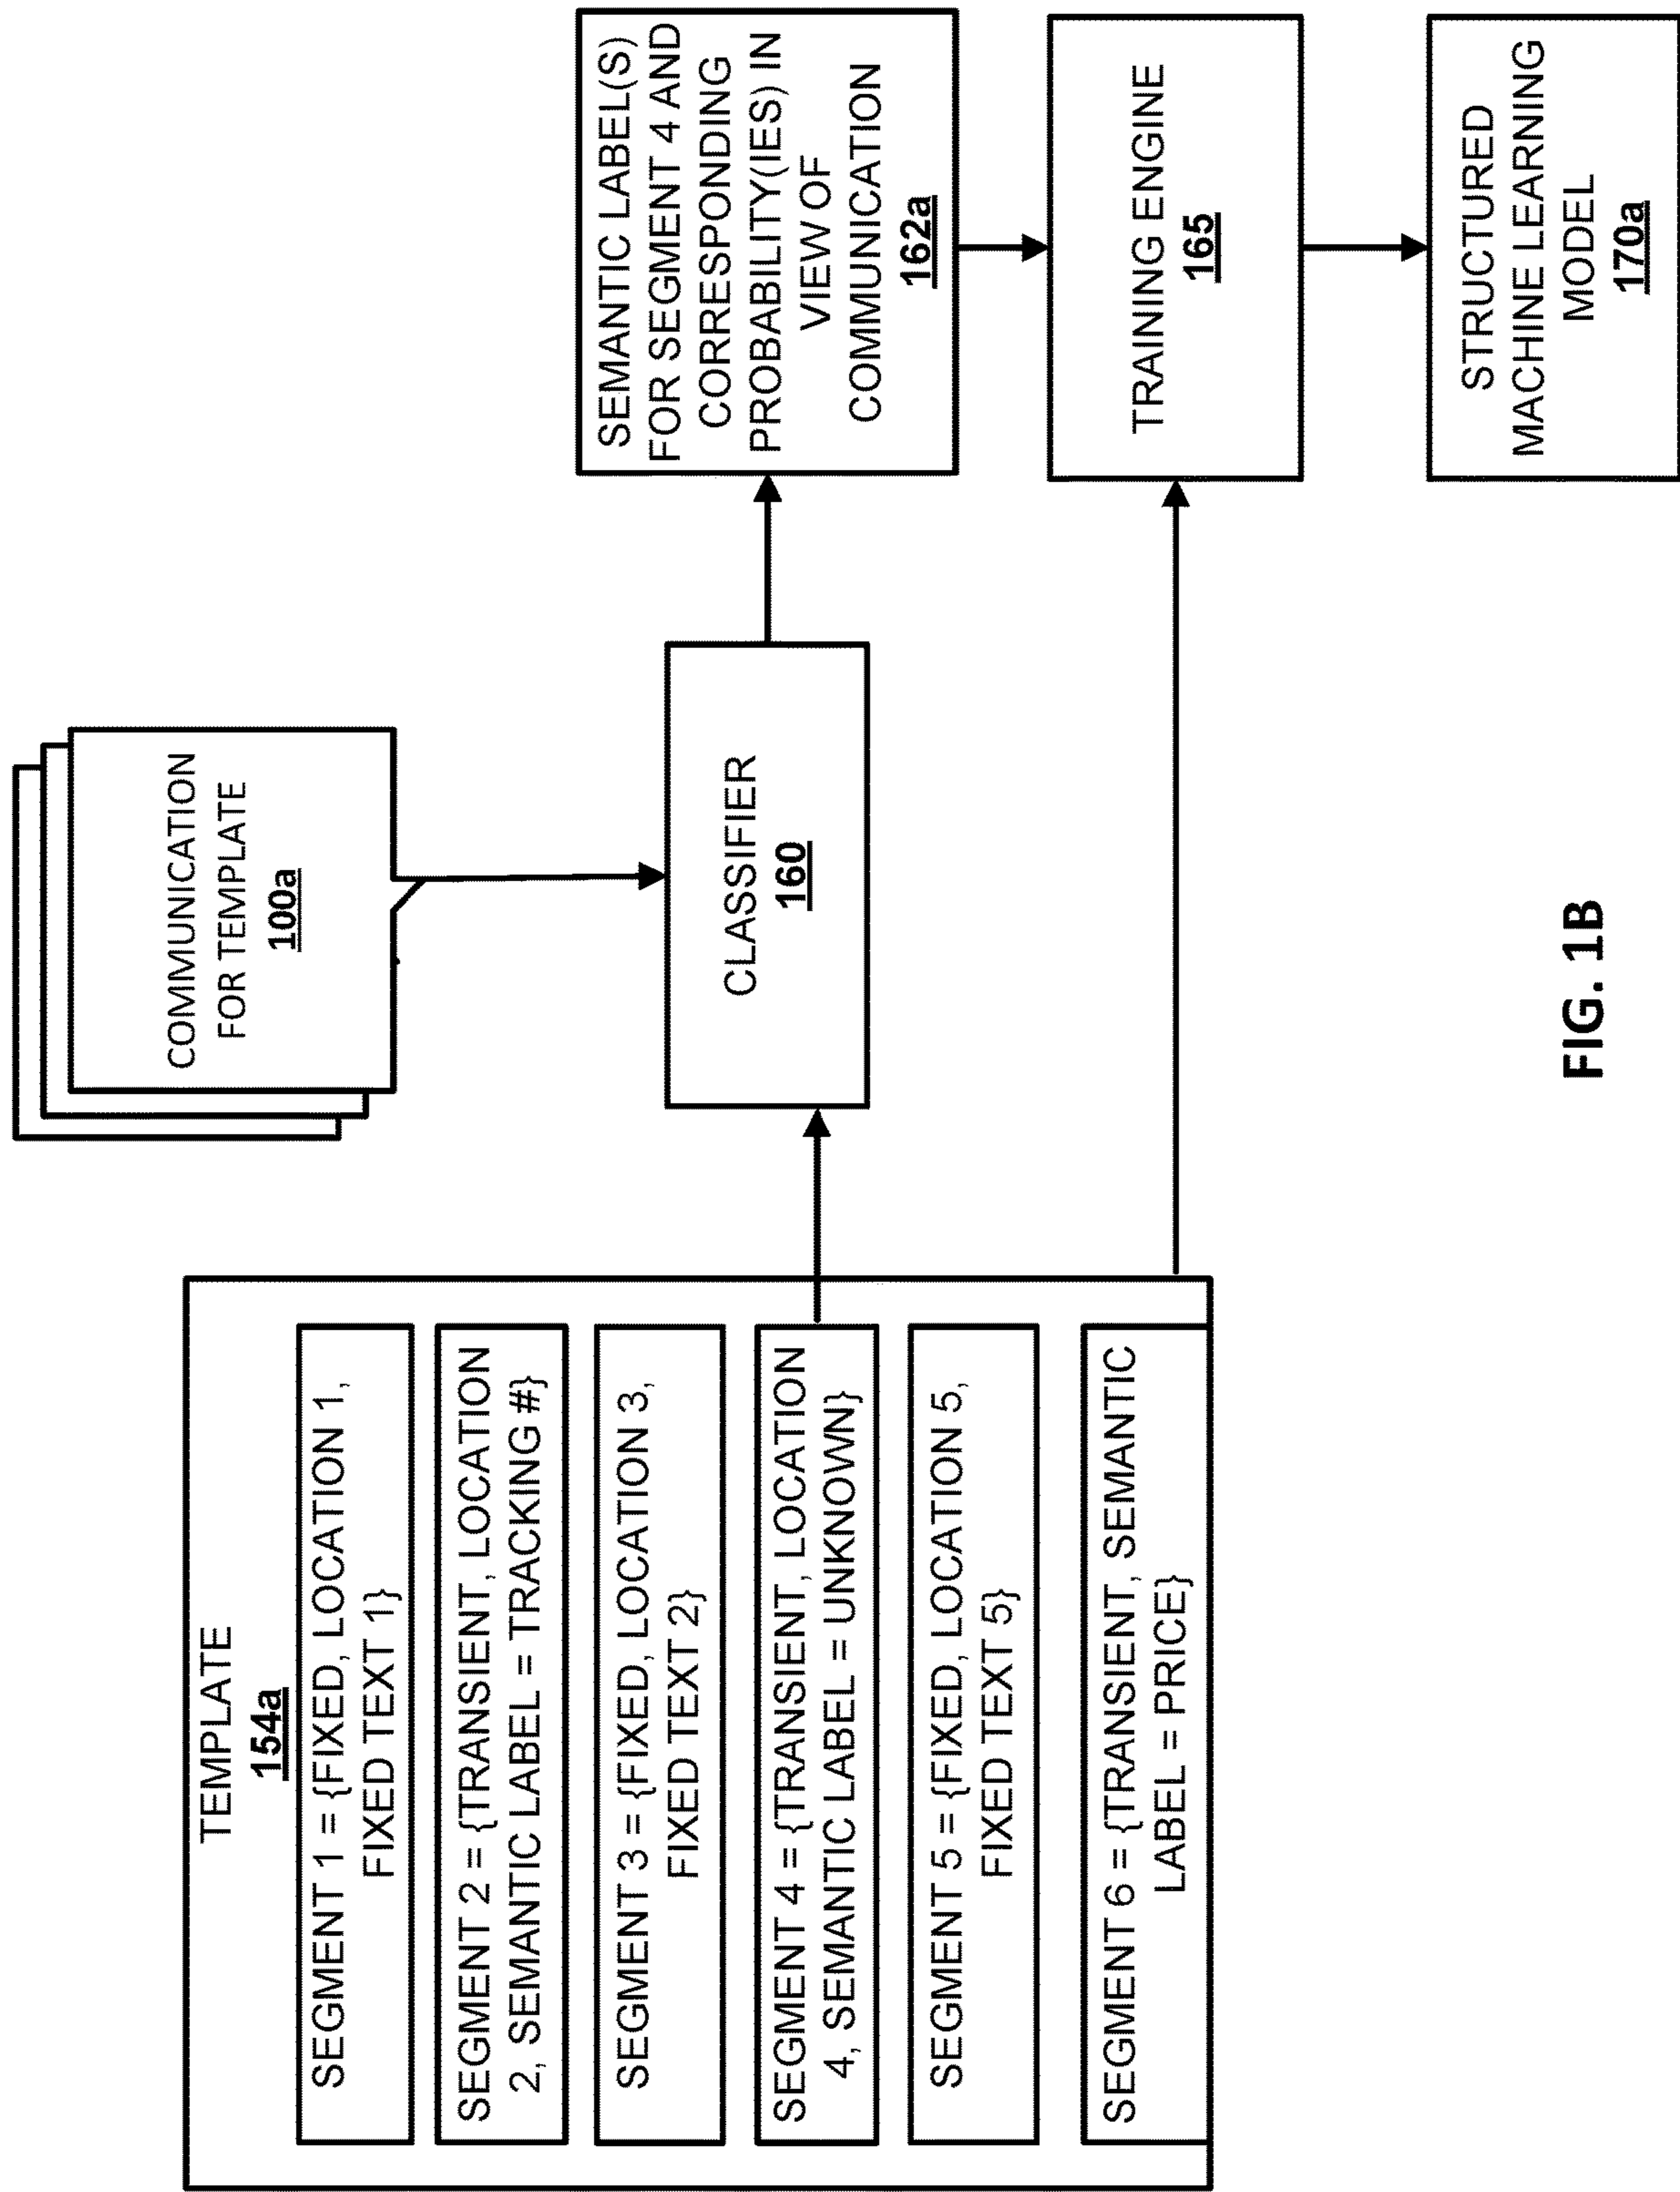 TEMPLATE
154a
SEGMENT 1 = {FIXED, LOCATION 1,
FIXED TEXT 1}
SEGMENT 2 = {TRANSIENT, LOCATION
2, SEMANTIC LABEL = TRACKING #}
SEGMENT 3 = {FIXED, LOCATION 3,
FIXED TEXT 2}
SEGMENT 4 = {TRANSIENT, LOCATION
4, SEMANTIC LABEL = UNKNOWN}
SEGMENT 5 = {FIXED, LOCATION 5,
FIXED TEXT 5}
SEGMENT 6 = {TRANSIENT, SEMANTIC
LABEL = PRICE}
COMMUNICATION
FOR TEMPLATE
100a
CLASSIFIER
160
SEMANTIC LABEL(S)
FOR SEGMENT 4 AND
CORRESPONDING
PROBABILITY(IES) IN
VIEW OF
COMMUNICATION
162a
TRAINING ENGINE
165
STRUCTURED
MACHINE LEARNING
MODEL
170a
FIG. 1B